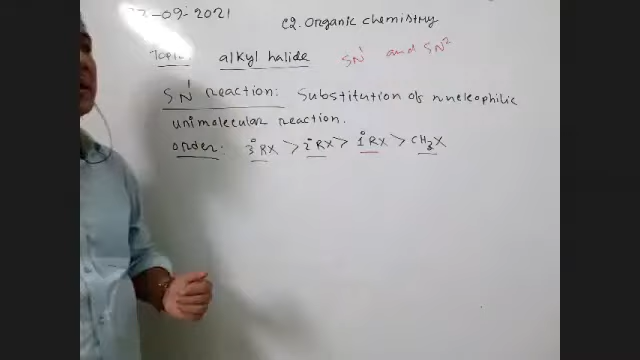 -09-2021
C2. Organic chemistry
Topic: alkyl halide SN1 and SN2
SN1 reaction: Substitution of nucleophilic
unimolecular reaction.
order: 3° RX > 2° RX > 1° RX > CH3X